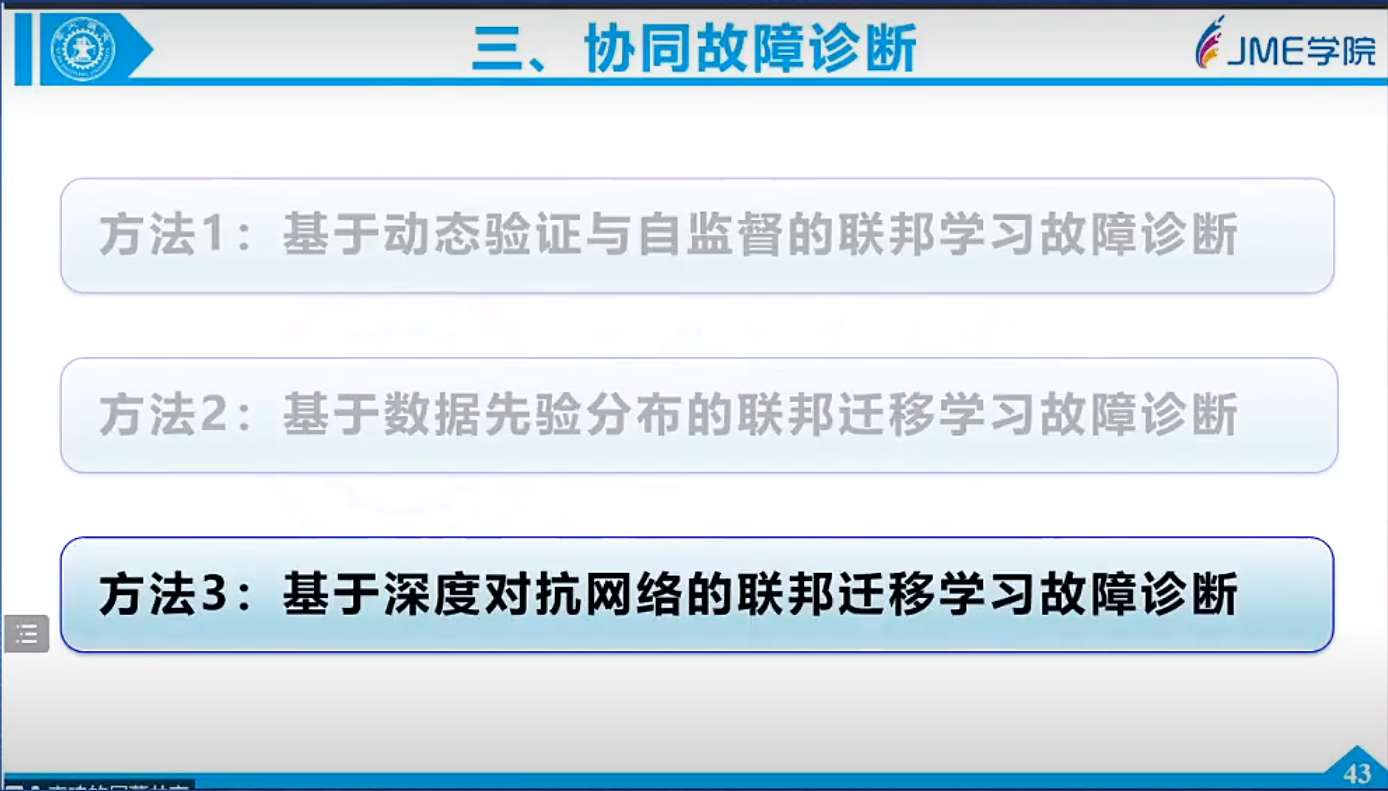 三、协同故障诊断
JME学院
方法1：基于动态验证与自监督的联邦学习故障诊断
方法2：基于数据先验分布的联邦迁移学习故障诊断
方法3：基于深度对抗网络的联邦迁移学习故障诊断
43